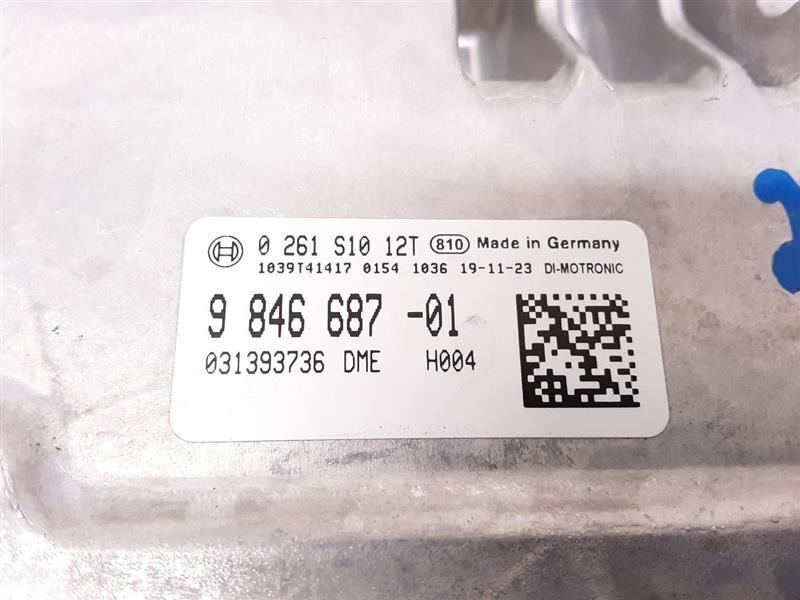 0 261 S10 12T 810 Made in Germany
1039T41417 0154 1036 19-11-23 DI-MOTRONIC
9 846 687 -01
031393736 DME H004